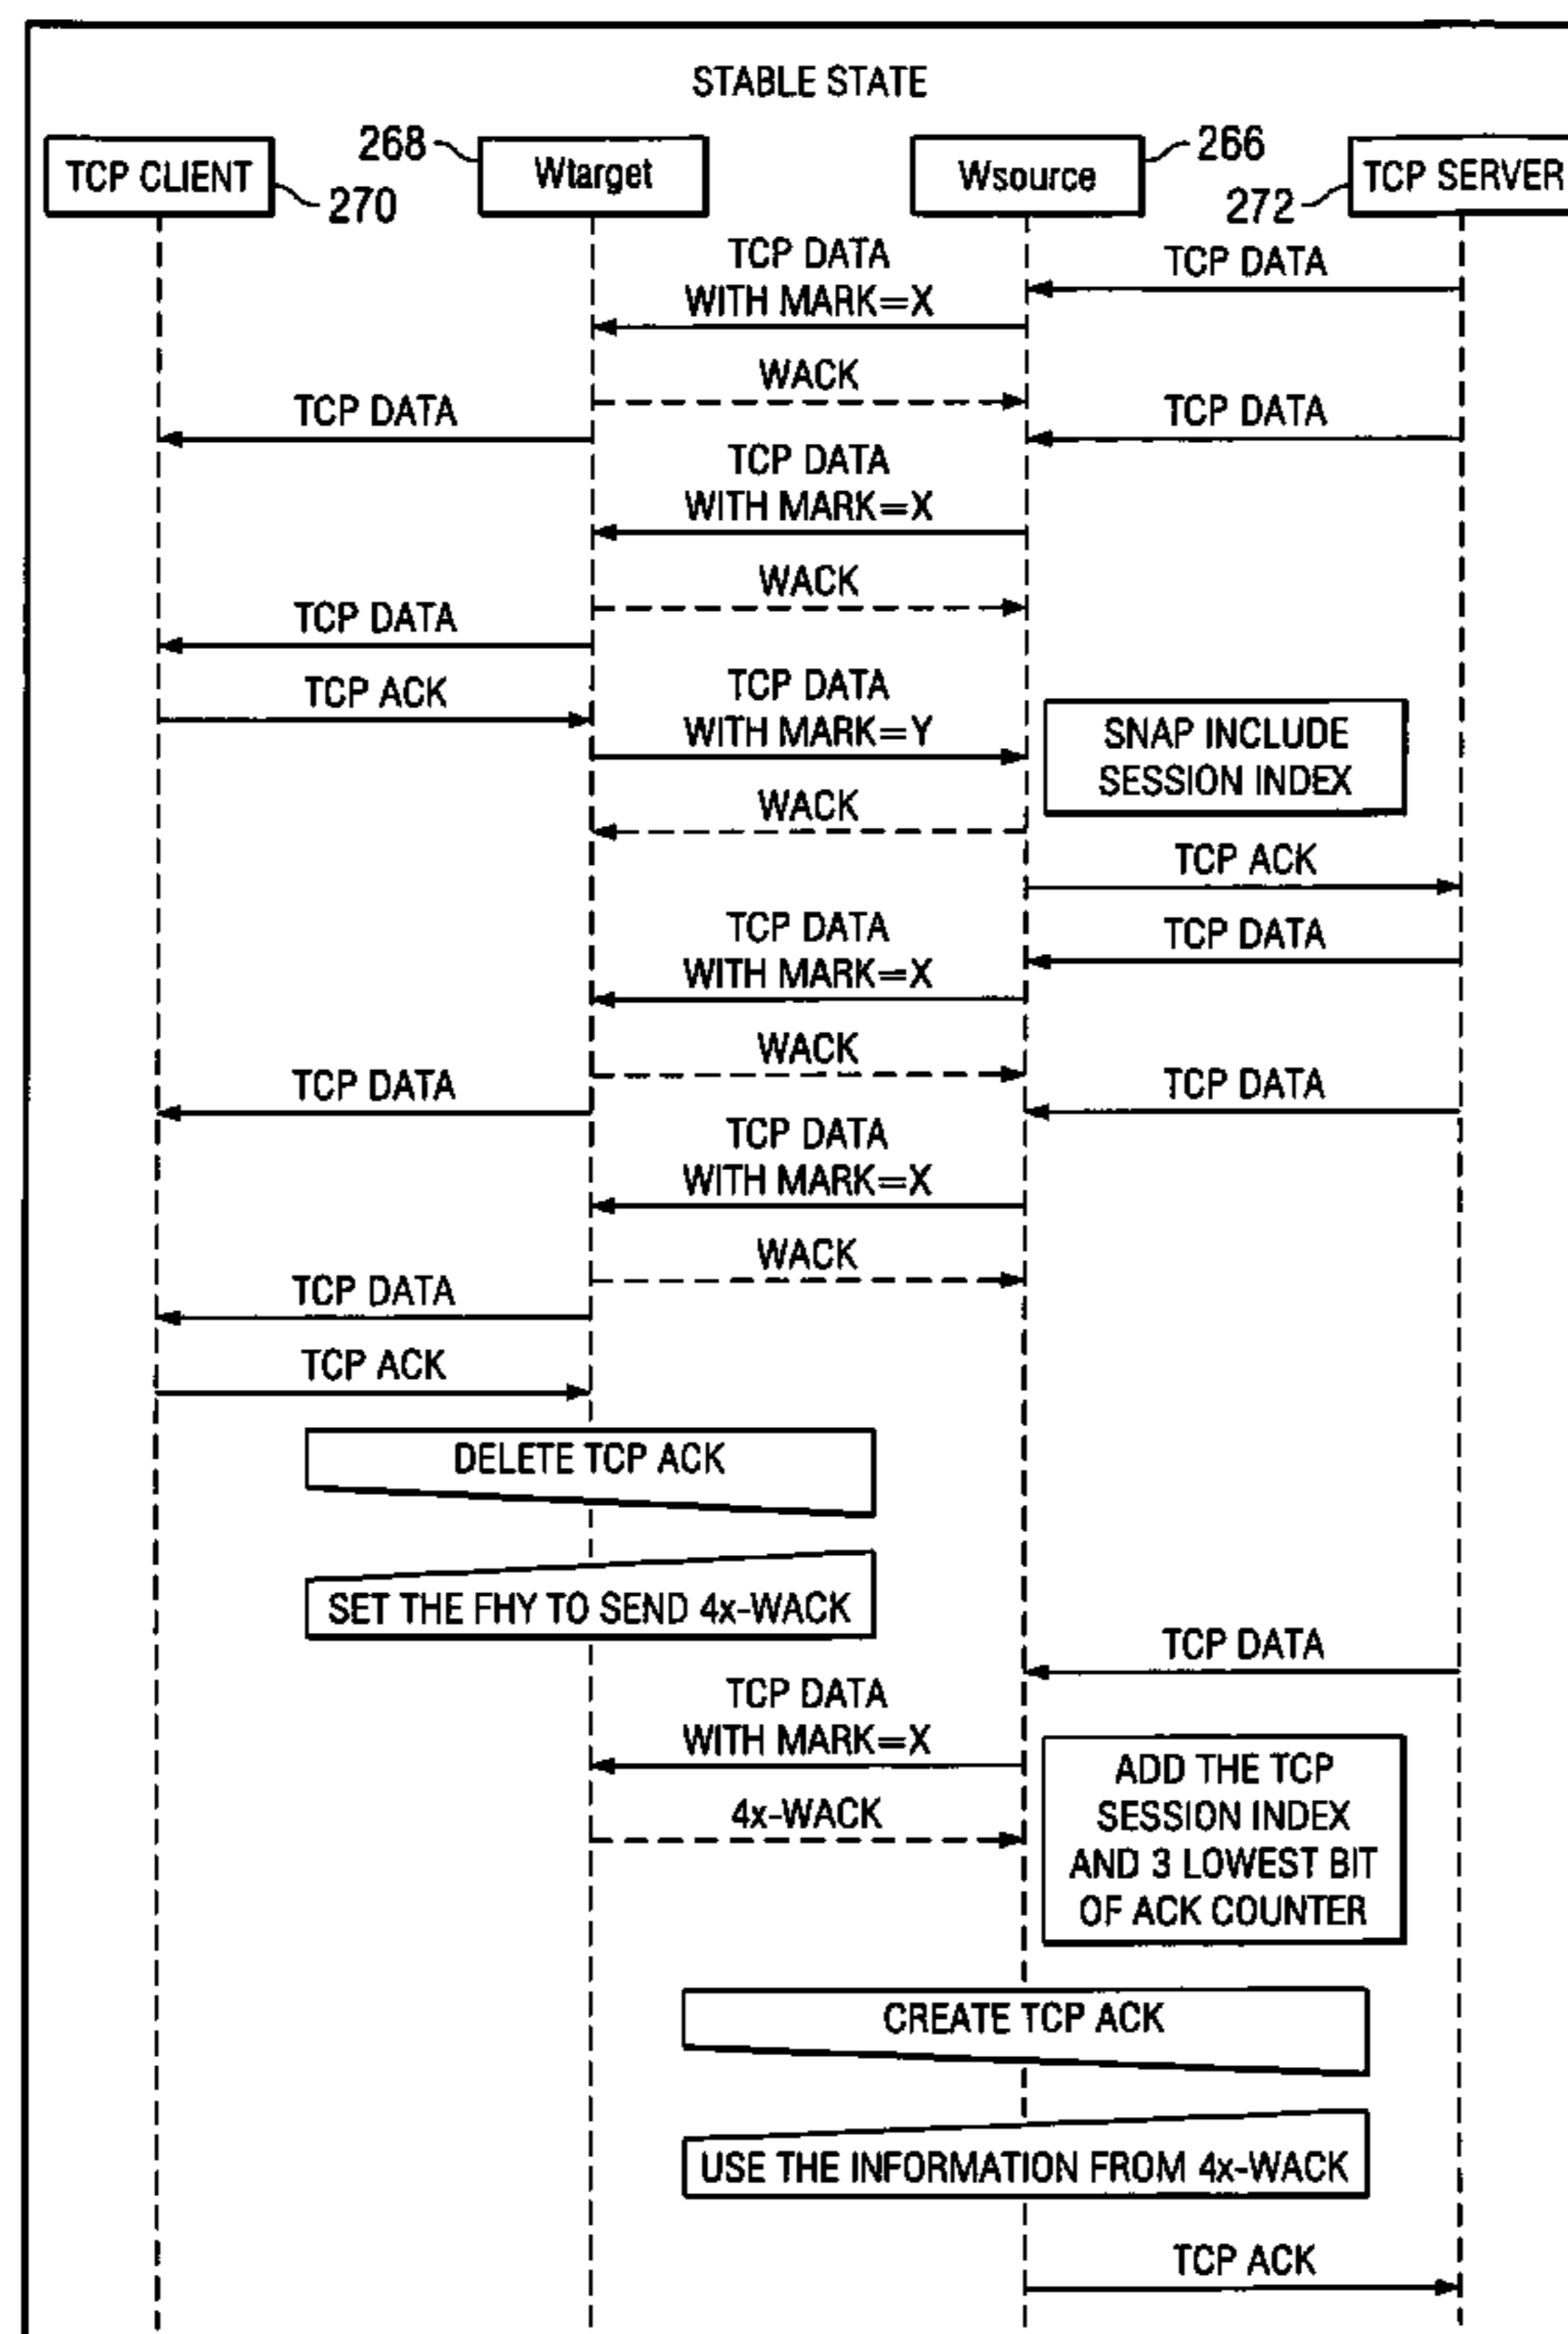 STABLE STATE
TCP CLIENT
270
268
Wtarget
Wsource
266
272
TCP SERVER
TCP DATA
TCP DATA
WITH MARK=X
WACK
TCP DATA
TCP DATA
TCP DATA
WITH MARK=X
WACK
TCP DATA
TCP ACK
TCP DATA
WITH MARK=Y
SNAP INCLUDE
SESSION INDEX
WACK
TCP ACK
TCP DATA
TCP DATA
WITH MARK=X
WACK
TCP DATA
TCP DATA
TCP DATA
WITH MARK=X
WACK
TCP DATA
TCP ACK
DELETE TCP ACK
SET THE FHY TO SEND 4x-WACK
TCP DATA
TCP DATA
WITH MARK=X
4x-WACK
ADD THE TCP
SESSION INDEX
AND 3 LOWEST BIT
OF ACK COUNTER
CREATE TCP ACK
USE THE INFORMATION FROM 4x-WACK
TCP ACK